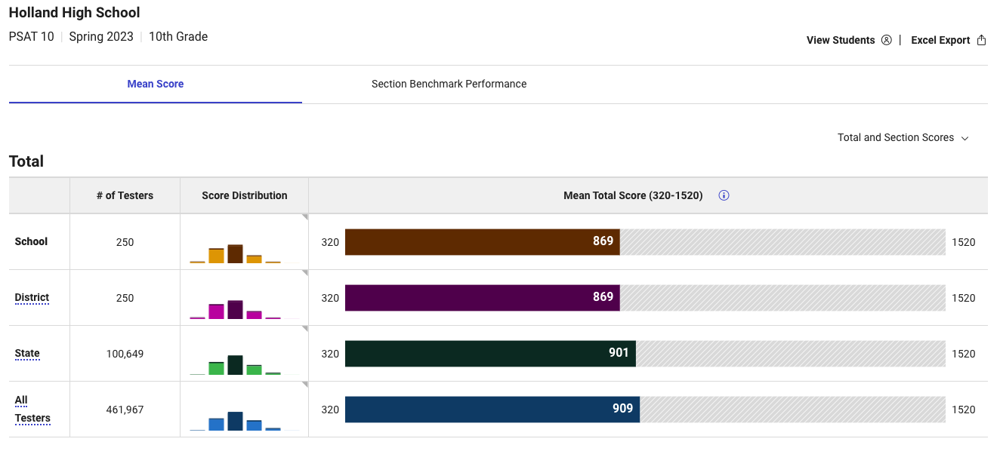 Holland High School
PSAT 10 | Spring 2023 | 10th Grade
View Students | Excel Export
Mean Score
Section Benchmark Performance
Total and Section Scores
Total
# of Testers
Score Distribution
Mean Total Score (320-1520)
School
250
320
869
1520
District
250
320
869
1520
State
100,649
320
901
1520
All
Testers
461,967
320
909
1520